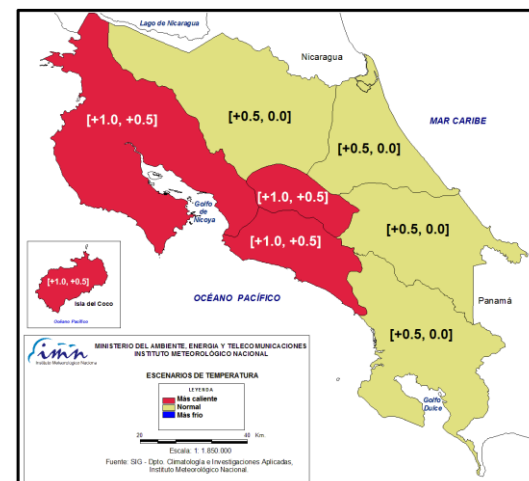 Lago de Nicaragua
Nicaragua
[+0.5, 0.0]
MAR CARIBE
[+1.0, +0.5]
[+0.5, 0.0]
[+1.0, +0.5]
Golfo
de
Nicoya
[+0.5, 0.0]
[+1.0, +0.5]
[+1.0, +0.5]
Isla del Coco
Océano Pacífico
OCÉANO PACÍFICO
Panamá
[+0.5, 0.0]
Golfo
Dulce
imn
Instituto Meteorológico Nacional
MINISTERIO DEL AMBIENTE, ENERGIA Y TELECOMUNICACIONES
INSTITUTO METEOROLÓGICO NACIONAL
ESCENARIOS DE TEMPERATURA
LEYENDA
Más caliente
Normal
Más frío
20 0 40 Km.
Escala: 1: 1.850.000
Fuente: SIG - Dpto. Climatología e Investigaciones Aplicadas,
Instituto Meteorológico Nacional.